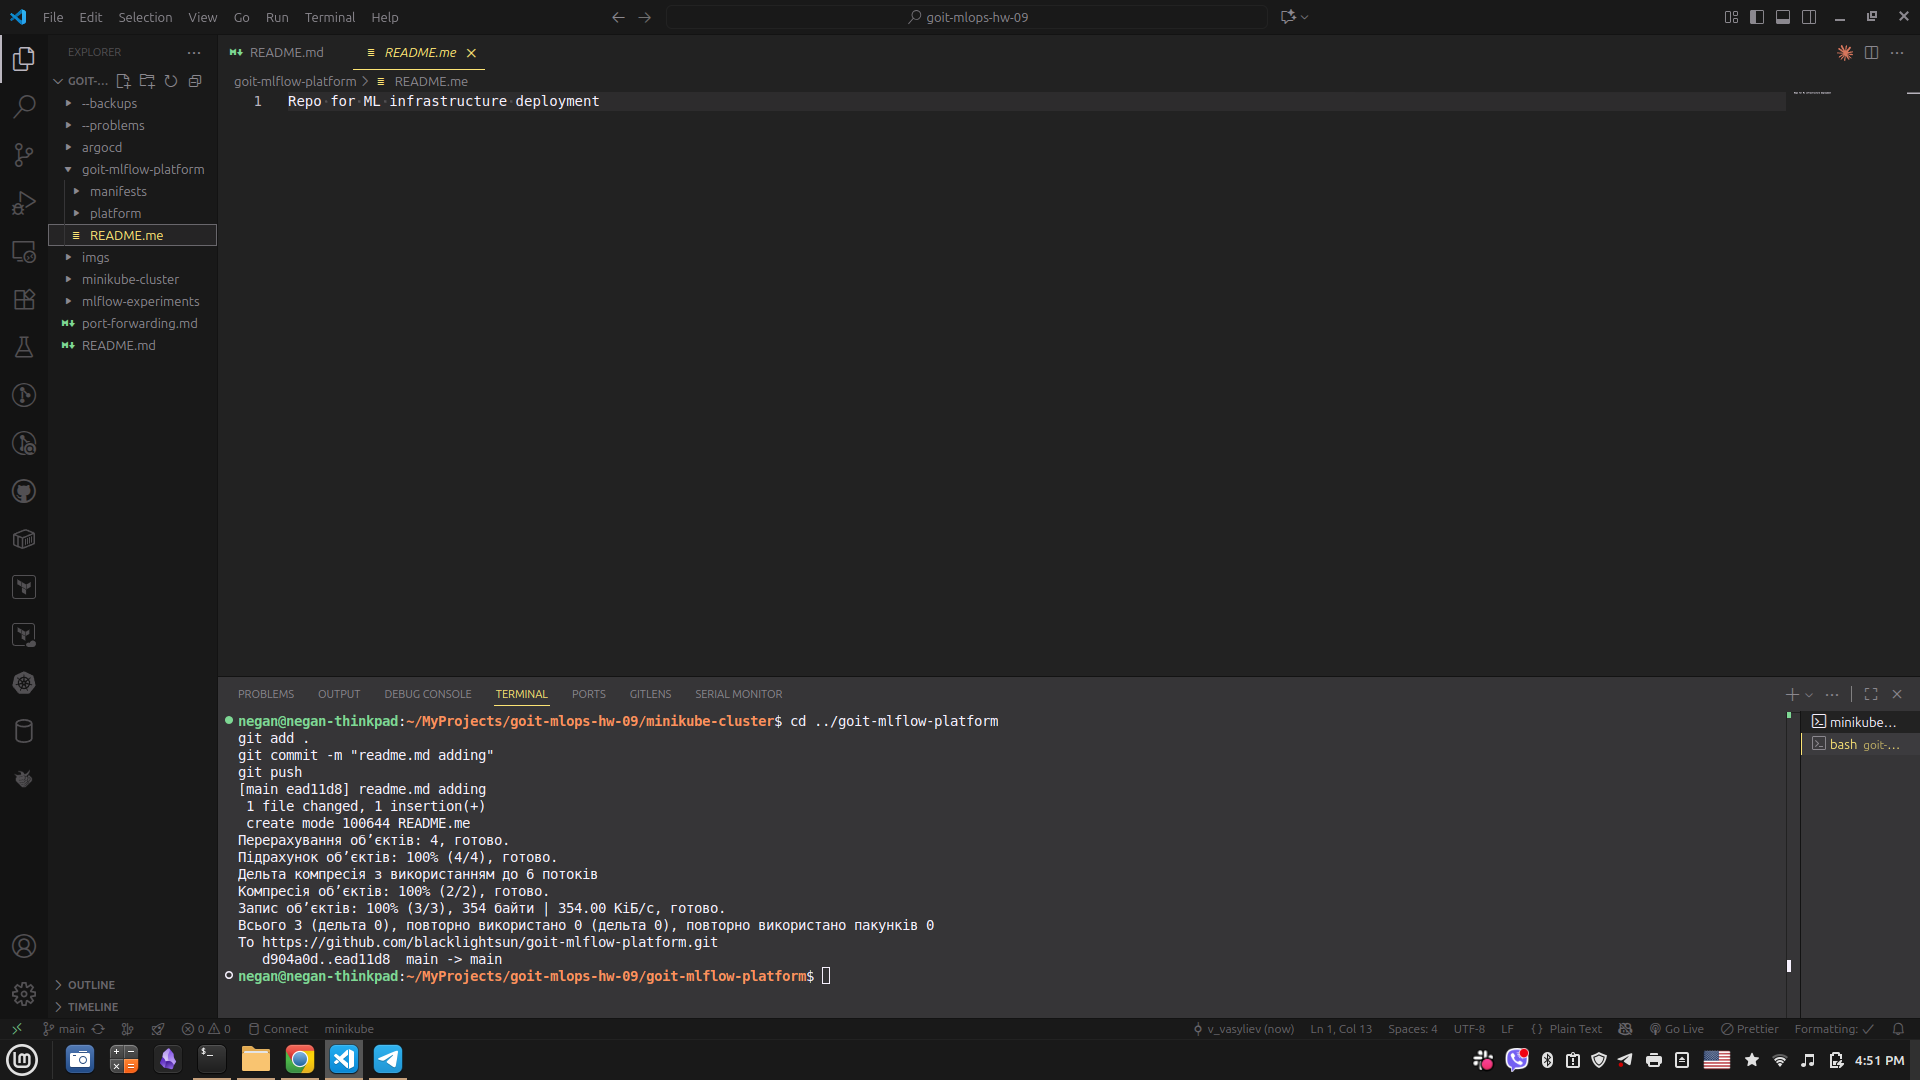 File Edit Selection View Go Run Terminal Help
goit-mlops-hw-09
EXPLORER
README.md
README.me
GOIT-...
goit-mlflow-platform
README.me
--backups
--problems
argocd
goit-mlflow-platform
manifests
platform
README.me
imgs
minikube-cluster
mlflow-experiments
port-forwarding.md
README.md
1
Repo for ML infrastructure deployment
PROBLEMS OUTPUT DEBUG CONSOLE TERMINAL PORTS GITLENS SERIAL MONITOR
negan@negan-thinkpad:~/MyProjects/goit-mlops-hw-09/minikube-cluster$ cd ../goit-mlflow-platform
git add .
git commit -m "readme.md adding"
git push
[main ead11d8] readme.md adding
1 file changed, 1 insertion(+)
create mode 100644 README.me
Перерахування об’єктів: 4, готово.
Підрахунок об’єктів: 100% (4/4), готово.
Дельта компресія з використанням до 6 потоків
Компресія об’єктів: 100% (2/2), готово.
Запис об’єктів: 100% (3/3), 354 байти | 354.00 КіБ/с, готово.
Всього 3 (дельта 0), повторно використано 0 (дельта 0), повторно використано пакунків 0
To https://github.com/blacklightsun/goit-mlflow-platform.git
d904a0d..ead11d8 main -> main
negan@negan-thinkpad:~/MyProjects/goit-mlops-hw-09/goit-mlflow-platform$
minikube...
bash goit-...
OUTLINE
TIMELINE
main 0 0 Connect minikube
v_vasyliev (now) Ln 1, Col 13 Spaces: 4 UTF-8 LF {} Plain Text Go Live Prettier Formatting:
4:51 PM